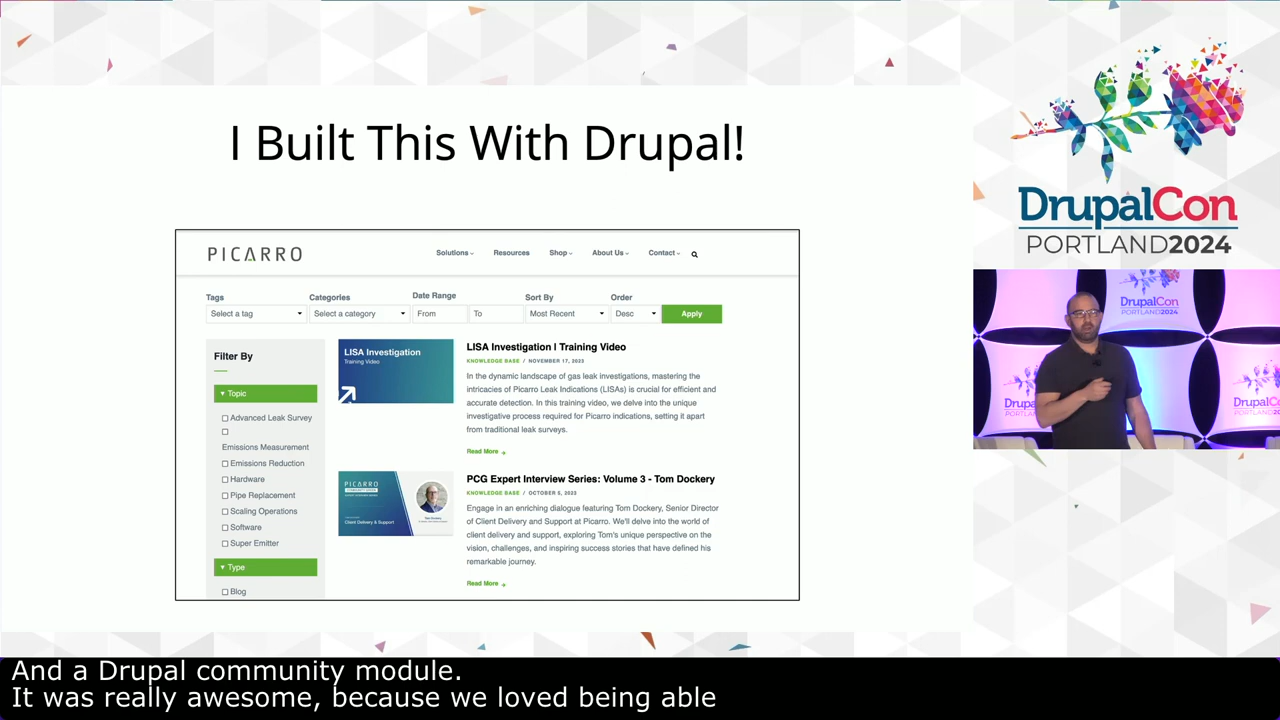 I Built This With Drupal!
PICARRO
Solutions
Resources
Shop
About Us
Contact
Tags
Categories
Date Range
Sort By
Order
Select a tag
Select a category
From
To
Most Recent
Desc
Apply
Filter By
Topic
Advanced Leak Survey
Emissions Measurement
Emissions Reduction
Hardware
Pipe Replacement
Scaling Operations
Software
Super Emitter
Type
Blog
LISA Investigation
Training Video
LISA Investigation | Training Video
KNOWLEDGE BASE / NOVEMBER 17, 2023
In the dynamic landscape of gas leak investigations, mastering the
intricacies of Picarro Leak Indications (LISAs) is crucial for efficient and
accurate detection. In this training video, we delve into the unique
investigative process required for Picarro indications, setting it apart
from traditional leak surveys.
Read More
PICARRO
Client Delivery & Support
PCG Expert Interview Series: Volume 3 - Tom Dockery
KNOWLEDGE BASE / OCTOBER 5, 2023
Engage in an enriching dialogue featuring Tom Dockery, Senior Director
of Client Delivery and Support at Picarro. We'll delve into the world of
client delivery and support, exploring Tom's unique perspective on the
vision, challenges, and inspiring success stories that have defined his
remarkable journey.
Read More
DrupalCon
PORTLAND2024
DrupalCon
PORTLAND2024
And a Drupal community module.
It was really awesome, because we loved being able